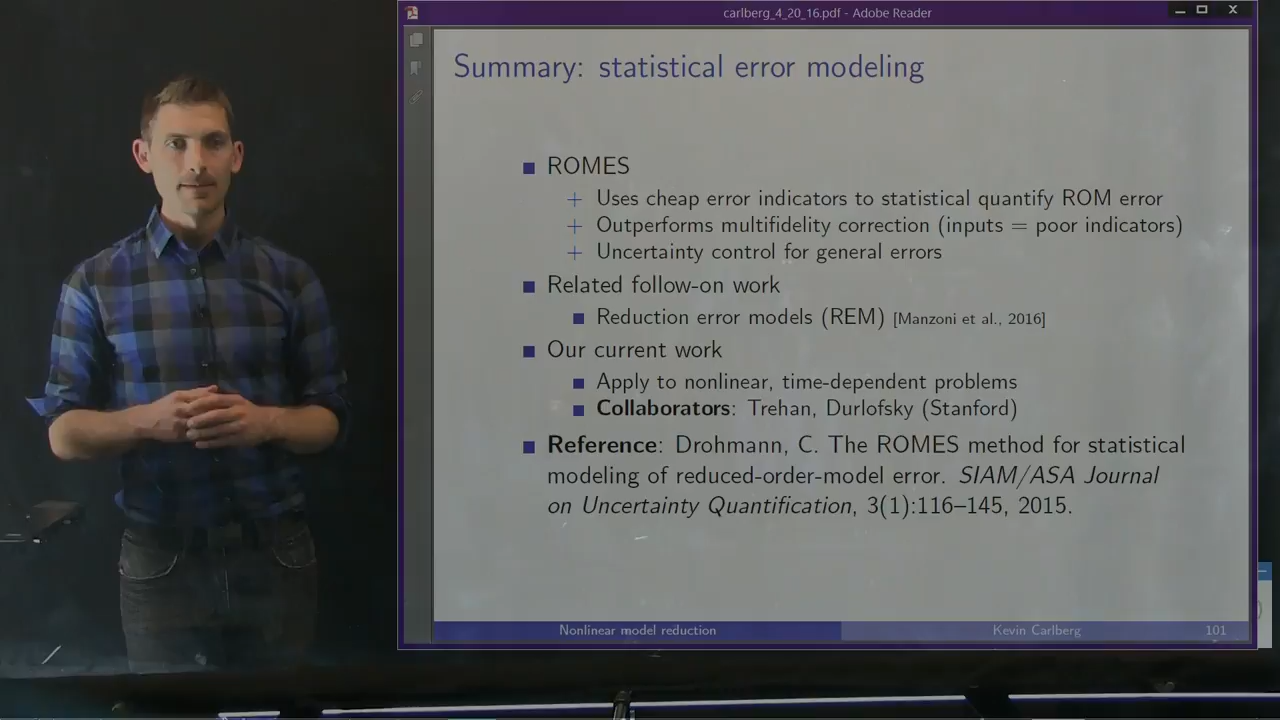 carlberg_4_20_16.pdf - Adobe Reader
Summary: statistical error modeling
ROMES
+ Uses cheap error indicators to statistical quantify ROM error
+ Outperforms multifidelity correction (inputs = poor indicators)
+ Uncertainty control for general errors
Related follow-on work
Reduction error models (REM) [Manzoni et al., 2016]
Our current work
Apply to nonlinear, time-dependent problems
Collaborators: Trehan, Durlofsky (Stanford)
Reference: Drohmann, C. The ROMES method for statistical
modeling of reduced-order-model error. SIAM/ASA Journal
on Uncertainty Quantification, 3(1):116–145, 2015.
Nonlinear model reduction
Kevin Carlberg
101